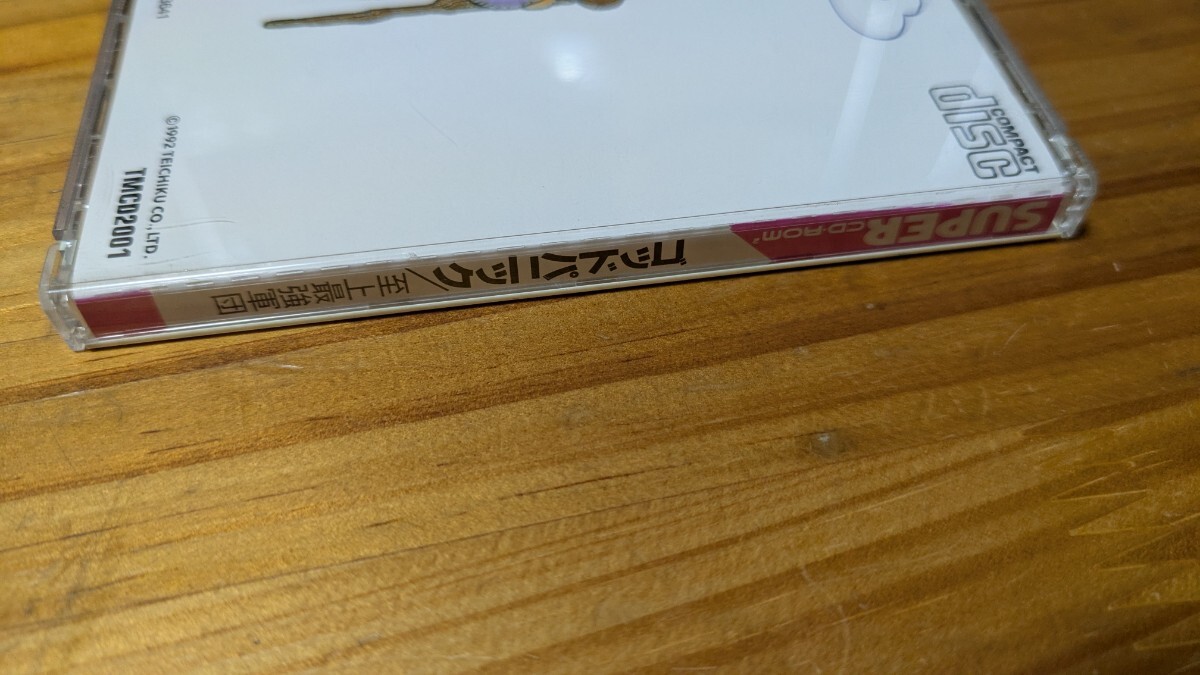 ©1992 TEICHIKU CO., LTD.
TMCD2001
COMPACT
disc
SUPER
CD-ROM²
ゴッドパニック/至上最強軍団